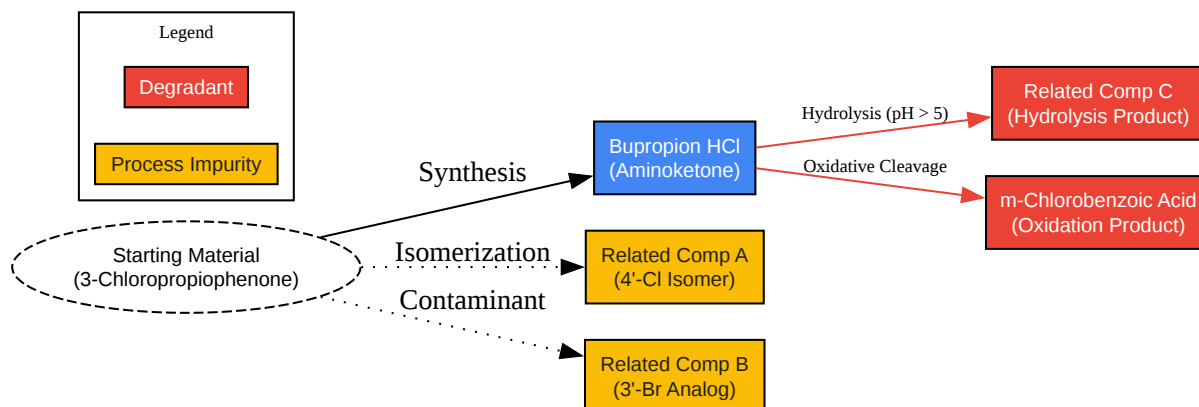 Legend
Degradant
Process Impurity
Starting Material
(3-Chloropropiophenone)
Synthesis
Isomerization
Contaminant
Bupropion HCl
(Aminoketone)
Related Comp A
(4'-Cl Isomer)
Related Comp B
(3'-Br Analog)
Hydrolysis (pH > 5)
Oxidative Cleavage
Related Comp C
(Hydrolysis Product)
m-Chlorobenzoic Acid
(Oxidation Product)